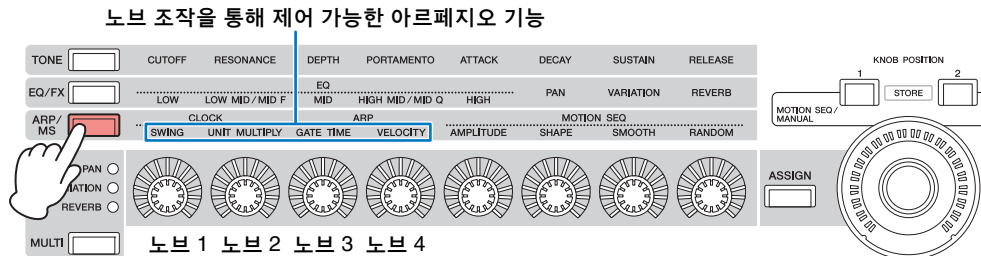 노브 조작을 통해 제어 가능한 아르페지오 기능
TONE CUTOFF RESONANCE DEPTH PORTAMENTO ATTACK DECAY SUSTAIN RELEASE
KNOB POSITION
1 STORE 2
EQ/FX EQ
LOW LOW MID/MID F MID HIGH MID/MID Q HIGH PAN VARIATION REVERB
MOTION SEQ/
MANUAL
ARP/
MS
CLOCK ARP MOTION SEQ
SWING UNIT MULTIPLY GATE TIME VELOCITY AMPLITUDE SHAPE SMOOTH RANDOM
PAN
IATION
REVERB
ASSIGN
MULTI
노브 1 노브 2 노브 3 노브 4